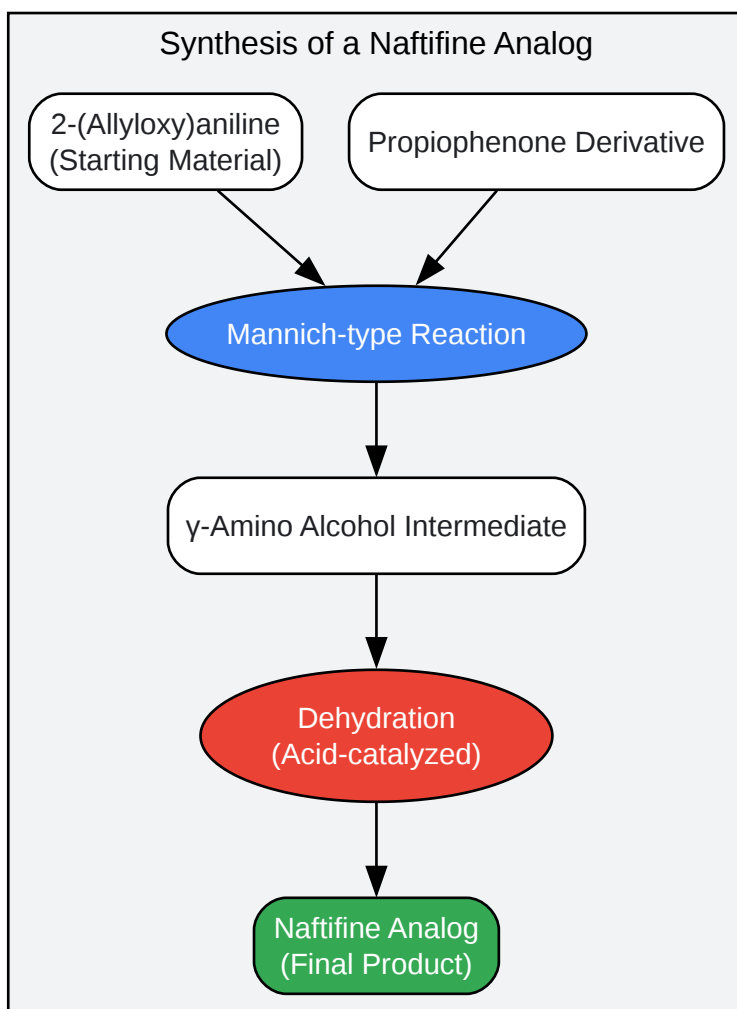 Synthesis of a Naftifine Analog
2-(Allyloxy)aniline
(Starting Material)
Propiophenone Derivative
Mannich-type Reaction
γ-Amino Alcohol Intermediate
Dehydration
(Acid-catalyzed)
Naftifine Analog
(Final Product)